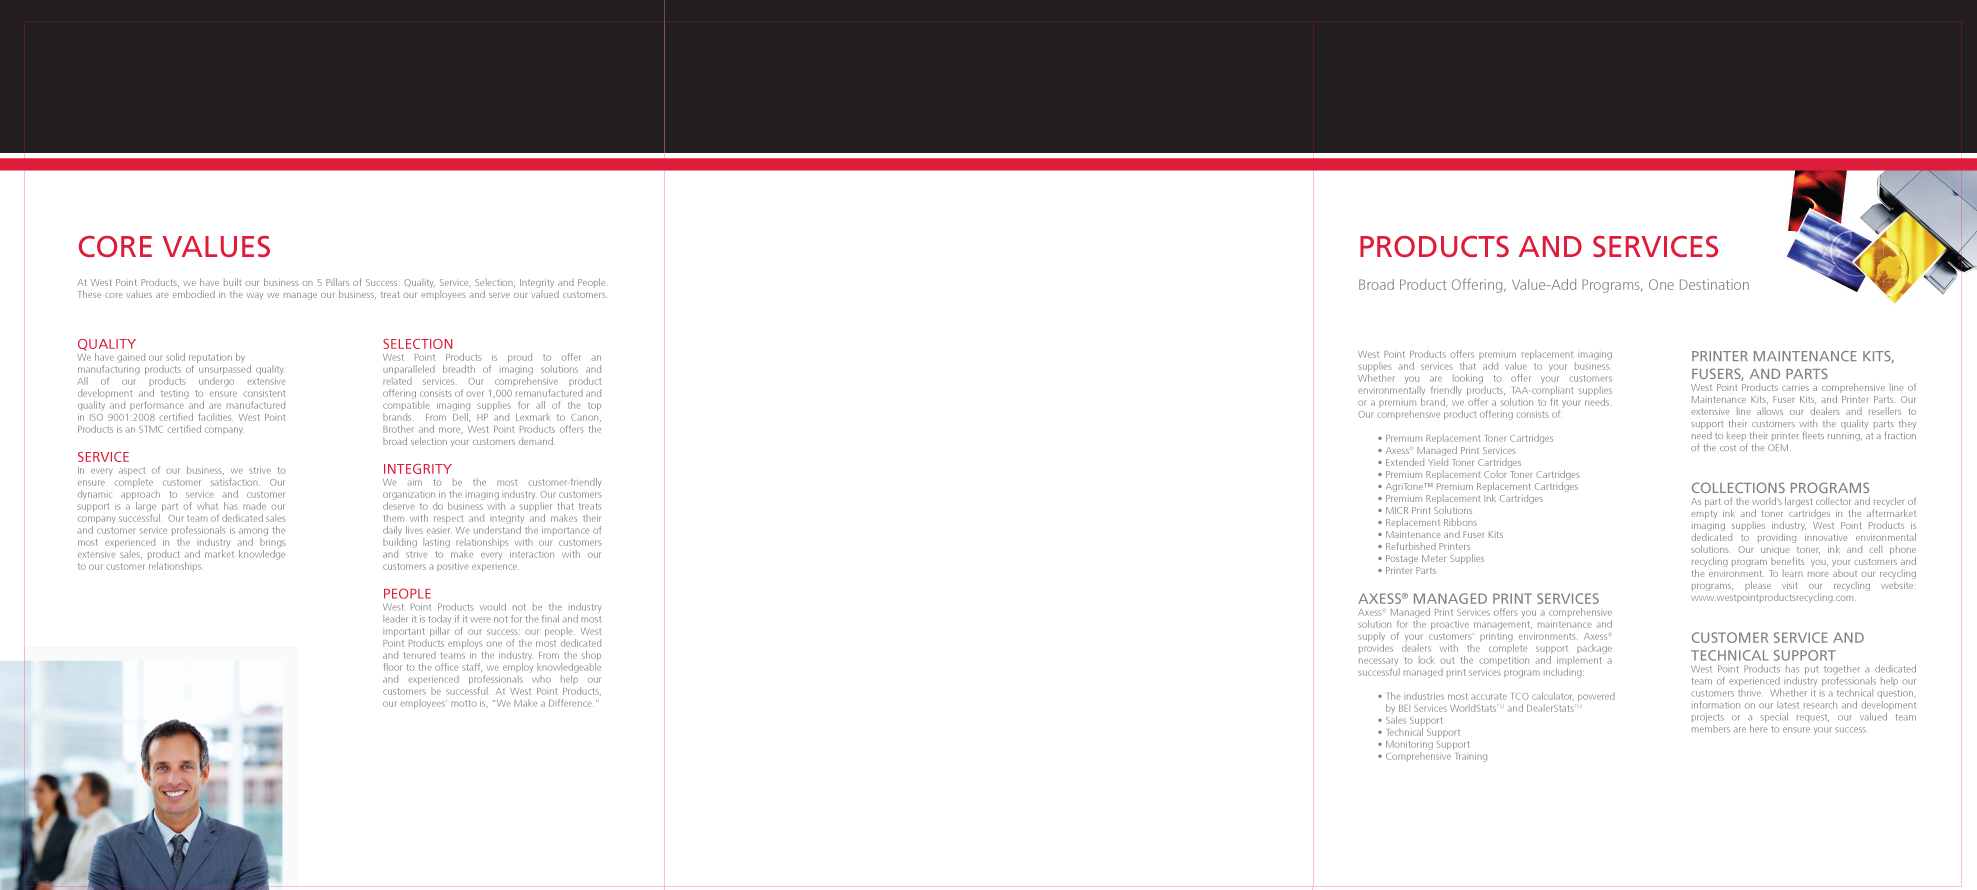 CORE VALUES
At West Point Products, we have built our business on 5 Pillars of Success: Quality, Service, Selection, Integrity and People.
These core values are embodied in the way we manage our business, treat our employees and serve our valued customers.
QUALITY
We have gained our solid reputation by
manufacturing products of unsurpassed quality.
All of our products undergo extensive
development and testing to ensure consistent
quality and performance and are manufactured
in ISO 9001:2008 certified facilities. West Point
Products is an STMC certified company.
SERVICE
In every aspect of our business, we strive to
ensure complete customer satisfaction. Our
dynamic approach to service and customer
support is a large part of what has made our
company successful. Our team of dedicated sales
and customer service professionals is among the
most experienced in the industry and brings
extensive sales, product and market knowledge
to our customer relationships.
SELECTION
West Point Products is proud to offer an
unparalleled breadth of imaging solutions and
related services. Our comprehensive product
offering consists of over 1,000 remanufactured and
compatible imaging supplies for all of the top
brands. From Dell, HP and Lexmark to Canon,
Brother and more, West Point Products offers the
broad selection your customers demand.
INTEGRITY
We aim to be the most customer-friendly
organization in the imaging industry. Our customers
deserve to do business with a supplier that treats
them with respect and integrity and makes their
daily lives easier. We understand the importance of
building lasting relationships with our customers
and strive to make every interaction with our
customers a positive experience.
PEOPLE
West Point Products would not be the industry
leader it is today if it were not for the final and most
important pillar of our success: our people. West
Point Products employs one of the most dedicated
and tenured teams in the industry. From the shop
floor to the office staff, we employ knowledgeable
and experienced professionals who help our
customers be successful. At West Point Products,
our employees' motto is, "We Make a Difference."
PRODUCTS AND SERVICES
Broad Product Offering, Value-Add Programs, One Destination
West Point Products offers premium replacement imaging
supplies and services that add value to your business.
Whether you are looking to offer your customers
environmentally friendly products, TAA-compliant supplies
or a premium brand, we offer a solution to fit your needs.
Our comprehensive product offering consists of:
• Premium Replacement Toner Cartridges
• Axess® Managed Print Services
• Extended Yield Toner Cartridges
• Premium Replacement Color Toner Cartridges
• AgriTone™ Premium Replacement Cartridges
• Premium Replacement Ink Cartridges
• MICR Print Solutions
• Replacement Ribbons
• Maintenance and Fuser Kits
• Refurbished Printers
• Postage Meter Supplies
• Printer Parts
AXESS® MANAGED PRINT SERVICES
Axess® Managed Print Services offers you a comprehensive
solution for the proactive management, maintenance and
supply of your customers' printing environments. Axess®
provides dealers with the complete support package
necessary to lock out the competition and implement a
successful managed print services program including:
• The industries most accurate TCO calculator, powered
by BEI Services WorldStats™ and DealerStats™
• Sales Support
• Technical Support
• Monitoring Support
• Comprehensive Training
PRINTER MAINTENANCE KITS,
FUSERS, AND PARTS
West Point Products carries a comprehensive line of
Maintenance Kits, Fuser Kits, and Printer Parts. Our
extensive line allows our dealers and resellers to
support their customers with the quality parts they
need to keep their printer fleets running, at a fraction
of the cost of the OEM.
COLLECTIONS PROGRAMS
As part of the world's largest collector and recycler of
empty ink and toner cartridges in the aftermarket
imaging supplies industry, West Point Products is
dedicated to providing innovative environmental
solutions. Our unique toner, ink and cell phone
recycling program benefits you, your customers and
the environment. To learn more about our recycling
programs, please visit our recycling website:
www.westpointproductsrecycling.com.
CUSTOMER SERVICE AND
TECHNICAL SUPPORT
West Point Products has put together a dedicated
team of experienced industry professionals help our
customers thrive. Whether it is a technical question,
information on our latest research and development
projects or a special request, our valued team
members are here to ensure your success.